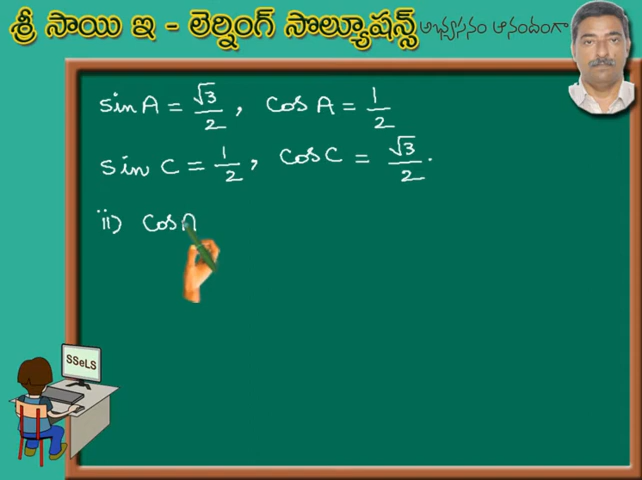 శ్రీ సాయి ఇ - లెర్నింగ్ సొల్యూషన్స్ అభ్యసనం ఆనందంగా
sin A = √3/2 , cos A = 1/2
sin C = 1/2 , cos C = √3/2 .
ii) cos
SSeLS